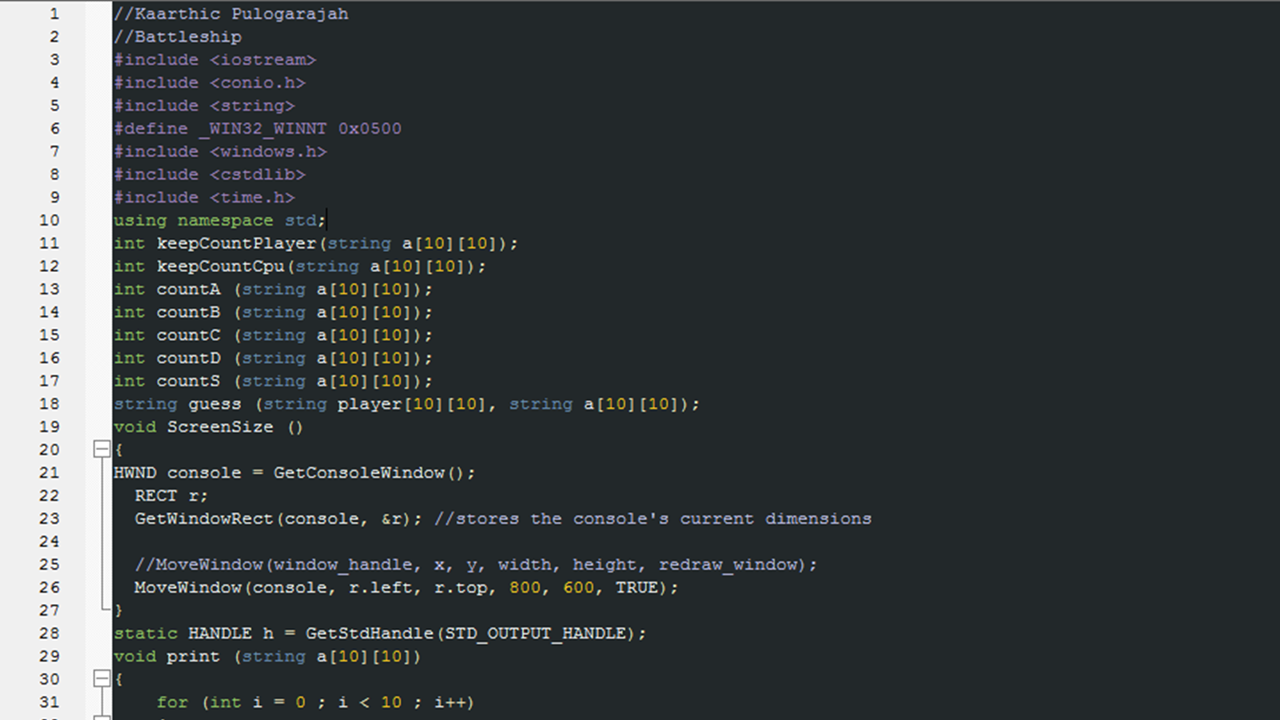 1 //Kaarthic Pulogarajah
2 //Battleship
3 #include <iostream>
4 #include <conio.h>
5 #include <string>
6 #define _WIN32_WINNT 0x0500
7 #include <windows.h>
8 #include <cstdlib>
9 #include <time.h>
10 using namespace std;
11 int keepCountPlayer(string a[10][10]);
12 int keepCountCpu(string a[10][10]);
13 int countA (string a[10][10]);
14 int countB (string a[10][10]);
15 int countC (string a[10][10]);
16 int countD (string a[10][10]);
17 int countS (string a[10][10]);
18 string guess (string player[10][10], string a[10][10]);
19 void ScreenSize ()
20 {
21 HWND console = GetConsoleWindow();
22   RECT r;
23   GetWindowRect(console, &r); //stores the console's current dimensions
24
25   //MoveWindow(window_handle, x, y, width, height, redraw_window);
26   MoveWindow(console, r.left, r.top, 800, 600, TRUE);
27 }
28 static HANDLE h = GetStdHandle(STD_OUTPUT_HANDLE);
29 void print (string a[10][10])
30 {
31     for (int i = 0 ; i < 10 ; i++)